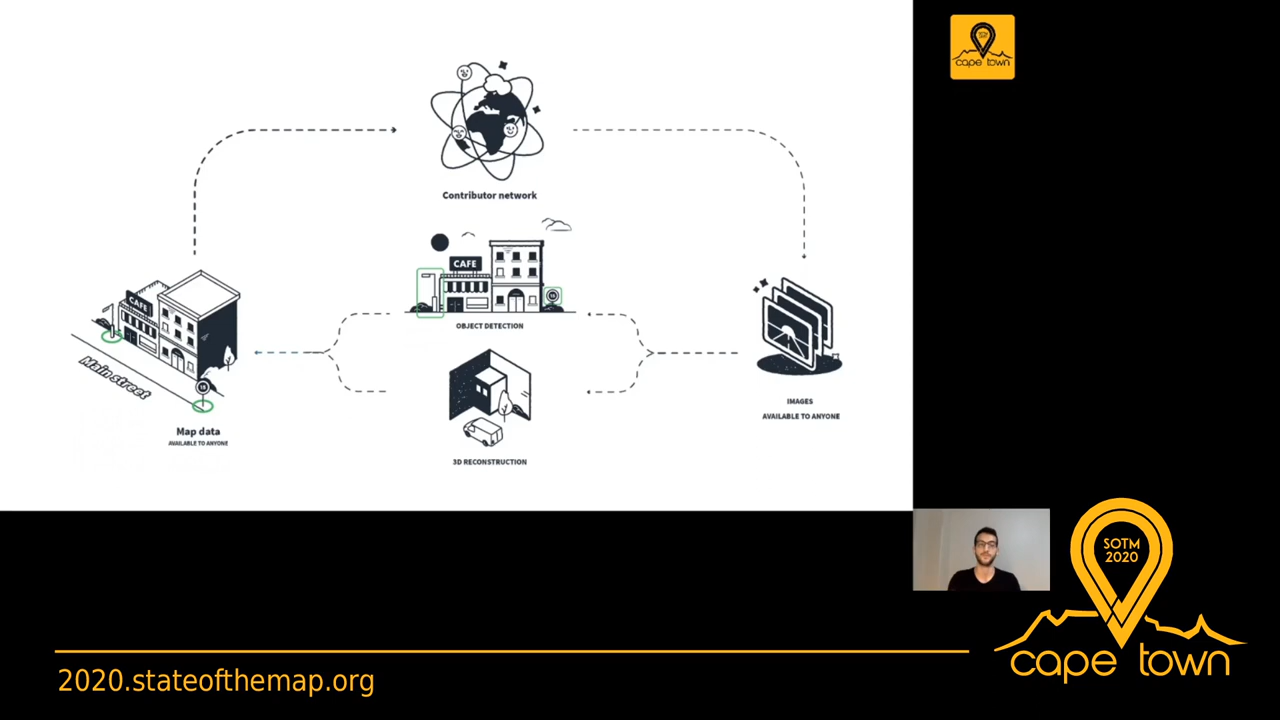 SOTM
2020
cape town
Contributor network
CAFE
OBJECT DETECTION
CAFE
Main street
Map data
AVAILABLE TO ANYONE
3D RECONSTRUCTION
IMAGES
AVAILABLE TO ANYONE
SOTM
2020
cape town
2020.stateofthemap.org